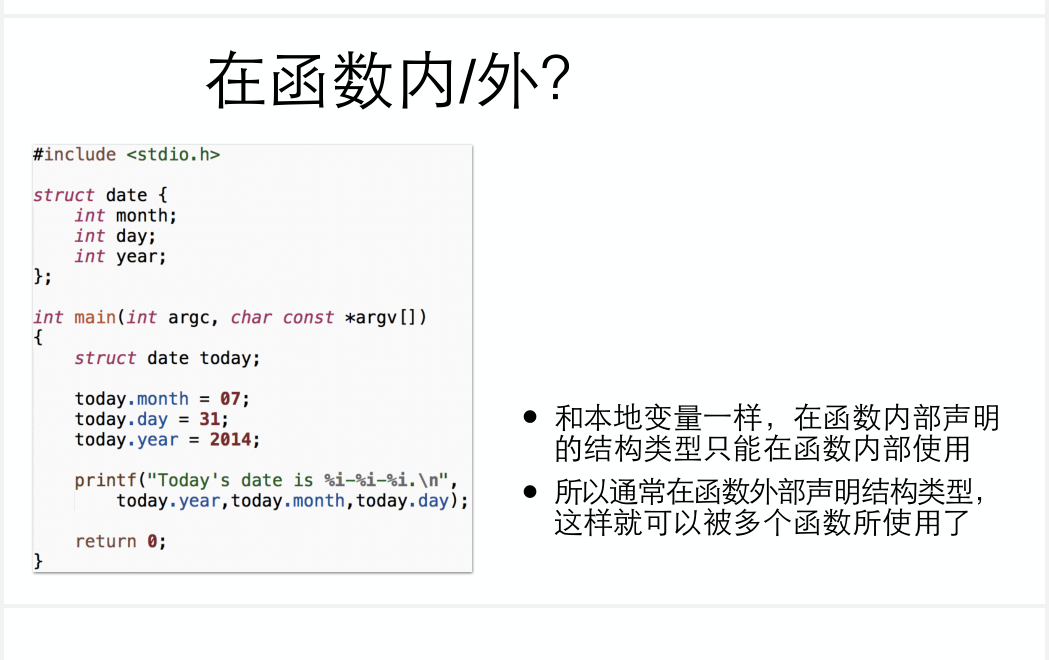 在函数内/外?
#include <stdio.h>
struct date {
    int month;
    int day;
    int year;
};
int main(int argc, char const *argv[])
{
    struct date today;
    today.month = 07;
    today.day = 31;
    today.year = 2014;
    printf("Today's date is %i-%i-%i.\n",
        today.year,today.month,today.day);
    return 0;
}
• 和本地变量一样，在函数内部声明
的结构类型只能在函数内部使用
• 所以通常在函数外部声明结构类型，
这样就可以被多个函数所使用了